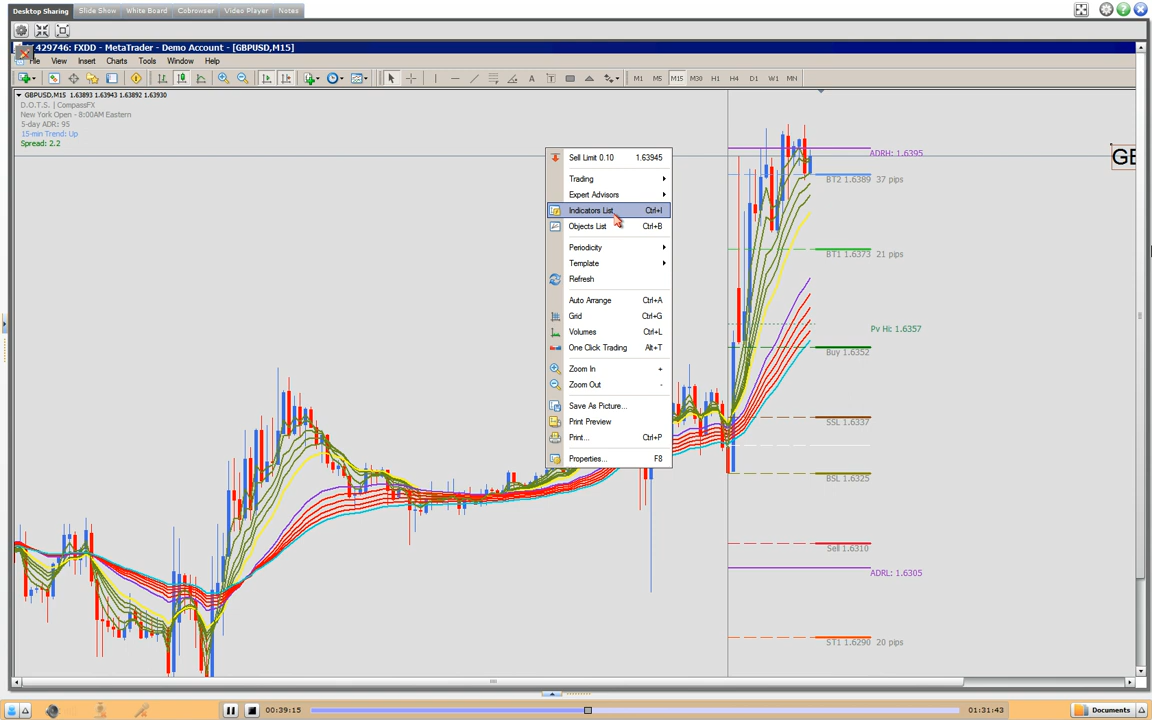 Desktop Sharing Slide Show White Board Cobrowser Video Player Notes
429746: FXDD - MetaTrader - Demo Account - [GBPUSD,M15]
File View Insert Charts Tools Window Help
A T M1 M5 M15 M30 H1 H4 D1 W1 MN
GBPUSD,M15 1.63893 1.63943 1.63892 1.63930
D.O.T.S. | CompassFX
New York Open - 8:00AM Eastern
5-day ADR: 95
15-min Trend: Up
Spread: 2.2
Sell Limit 0.10 1.63945
Trading
Expert Advisors
Indicators List Ctrl+I
Objects List Ctrl+B
Periodicity
Template
Refresh
Auto Arrange Ctrl+A
Grid Ctrl+G
Volumes Ctrl+L
One Click Trading Alt+T
Zoom In +
Zoom Out -
Save As Picture...
Print Preview
Print... Ctrl+P
Properties... F8
ADRH: 1.6395
GB
BT2 1.6389 37 pips
BT1 1.6373 21 pips
Pv Hc 1.6357
Buy 1.6352
SSL 1.6337
BSL 1.6325
Sell 1.6310
ADRL: 1.6305
ST1 1.6290 20 pips
00:39:15 01:31:43 Documents